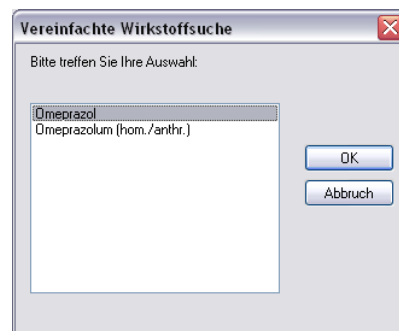 Vereinfachte Wirkstoffsuche
Bitte treffen Sie Ihre Auswahl:
Omeprazol
Omeprazolum (hom./anthr.)
OK
Abbruch